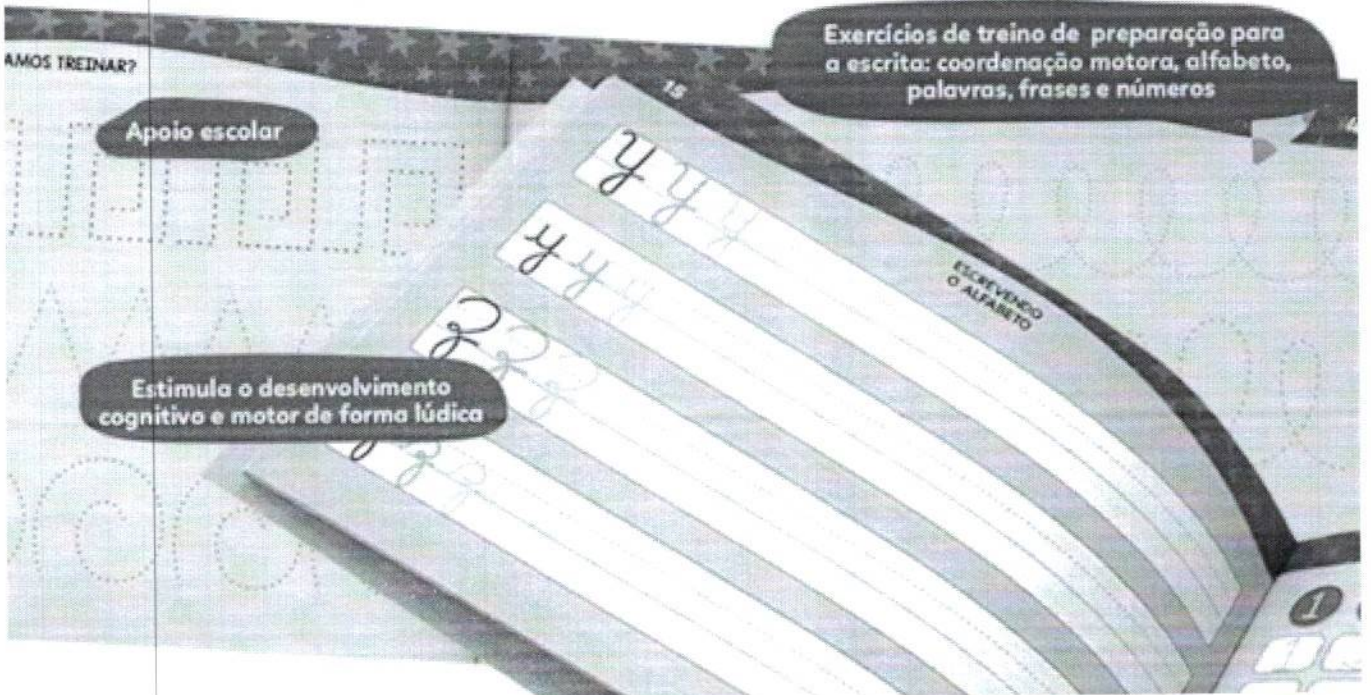 AMOS TREINAR?
Apoio escolar
Exercícios de treino de preparação para
a escrita: coordenação motora, alfabeto,
palavras, frases e números
15
Y Y Y
y y y
ESCREVENDO
O ALFABETO
Z Z Z
Estimula o desenvolvimento
cognitivo e motor de forma lúdica
z z z
1